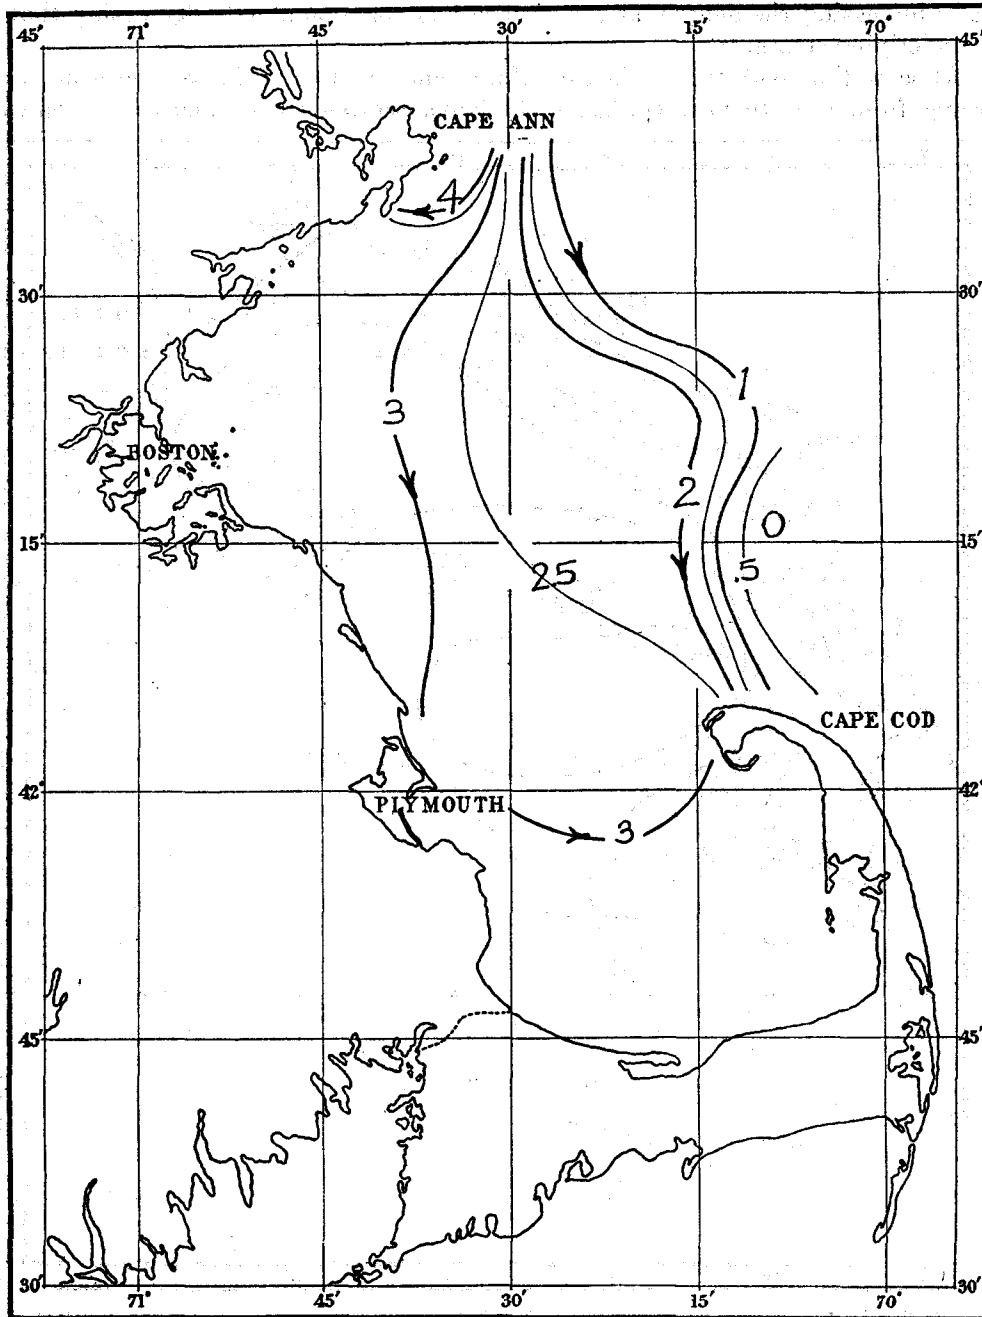 45′ 71° 45′ 30′ 15′ 70° 45′
CAPE ANN
4
30′ 30′
1
3
BOSTON
2
0
15′ 15′
25 .5
CAPE COD
42° 42°
PLYMOUTH
3
45′ 45′
30′ 30′
71° 45′ 30′ 15′ 70°